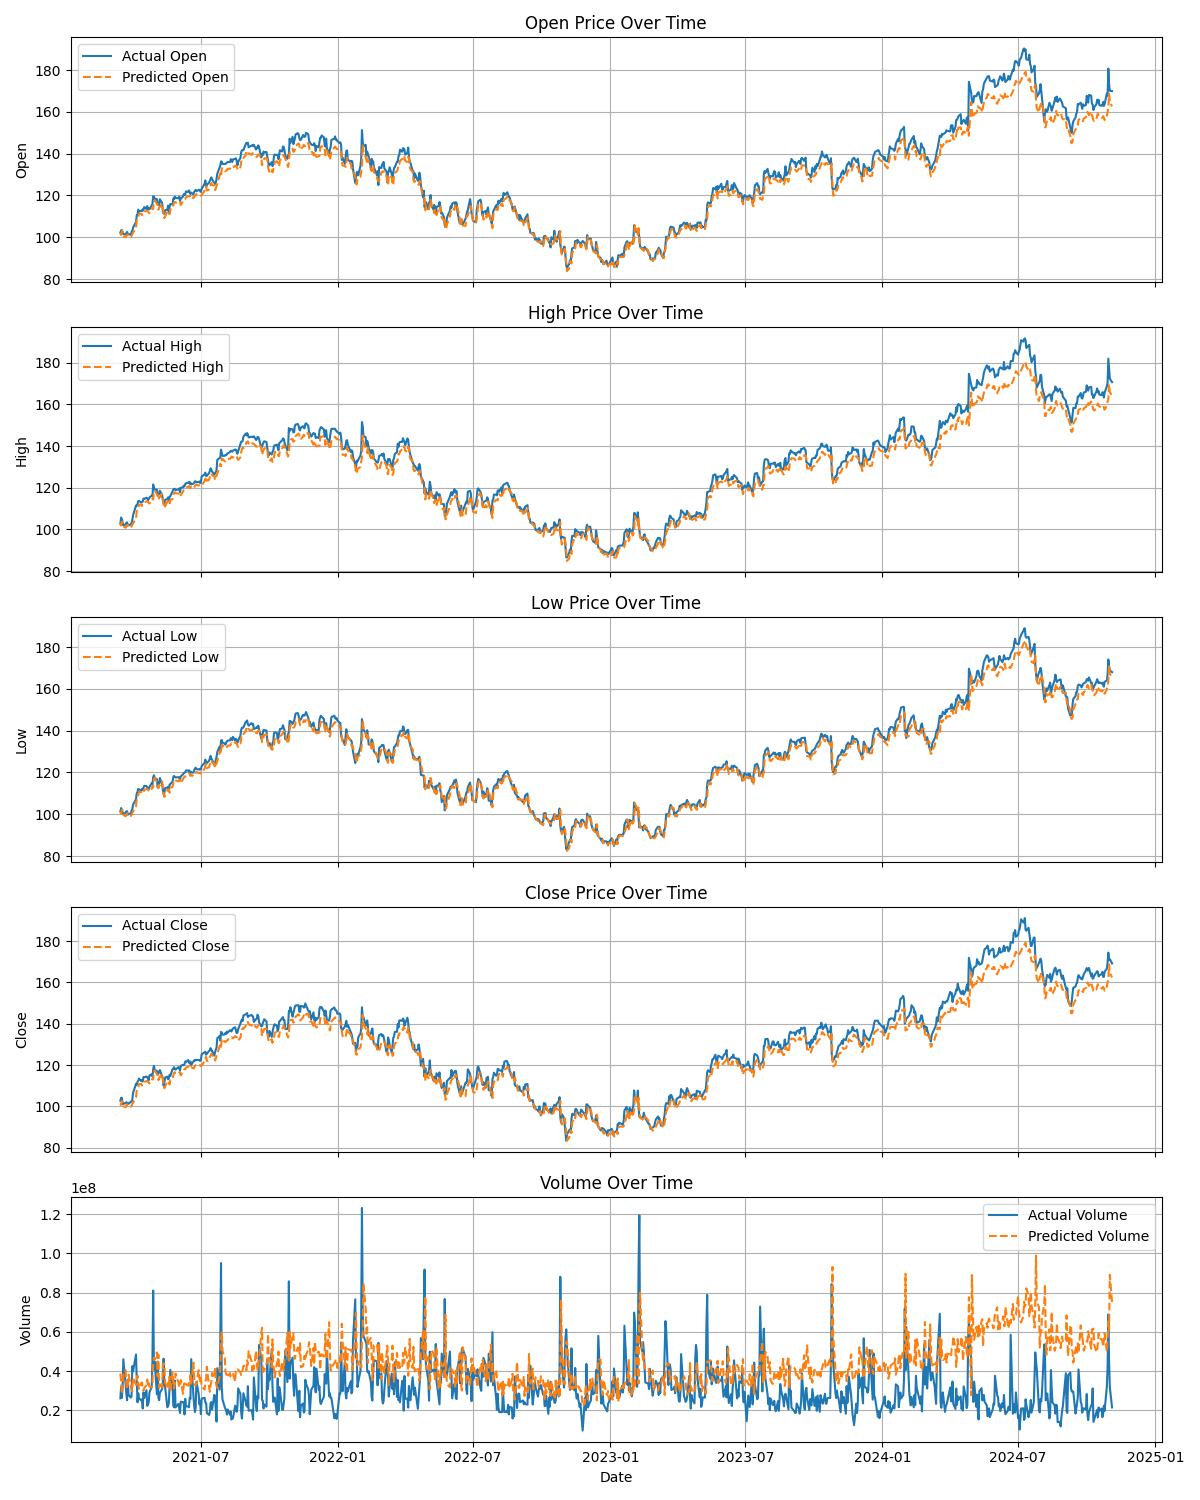 Open Price Over Time
Actual Open
Predicted Open
180
160
140
120
100
80
Open
High Price Over Time
Actual High
Predicted High
180
160
140
120
100
80
High
Low Price Over Time
Actual Low
Predicted Low
180
160
140
120
100
80
Low
Close Price Over Time
Actual Close
Predicted Close
180
160
140
120
100
80
Close
Volume Over Time
1e8
Actual Volume
Predicted Volume
1.2
1.0
0.8
0.6
0.4
0.2
Volume
2021-07 2022-01 2022-07 2023-01 2023-07 2024-01 2024-07 2025-01
Date